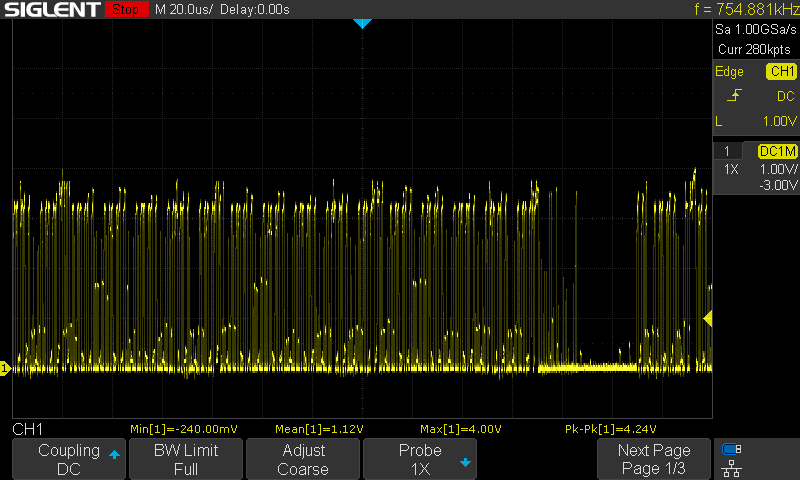 SIGLENT Stop M 20.0us/ Delay:0.00s f = 754.881kHz
Sa 1.00GSa/s
Curr 280kpts
Edge CH1
DC
L 1.00V
1 DC1M
1X 1.00V/
-3.00V
1
CH1 Min[1]=-240.00mV Mean[1]=1.12V Max[1]=4.00V Pk-Pk[1]=4.24V
Coupling
DC
BW Limit
Full
Adjust
Coarse
Probe
1X
Next Page
Page 1/3